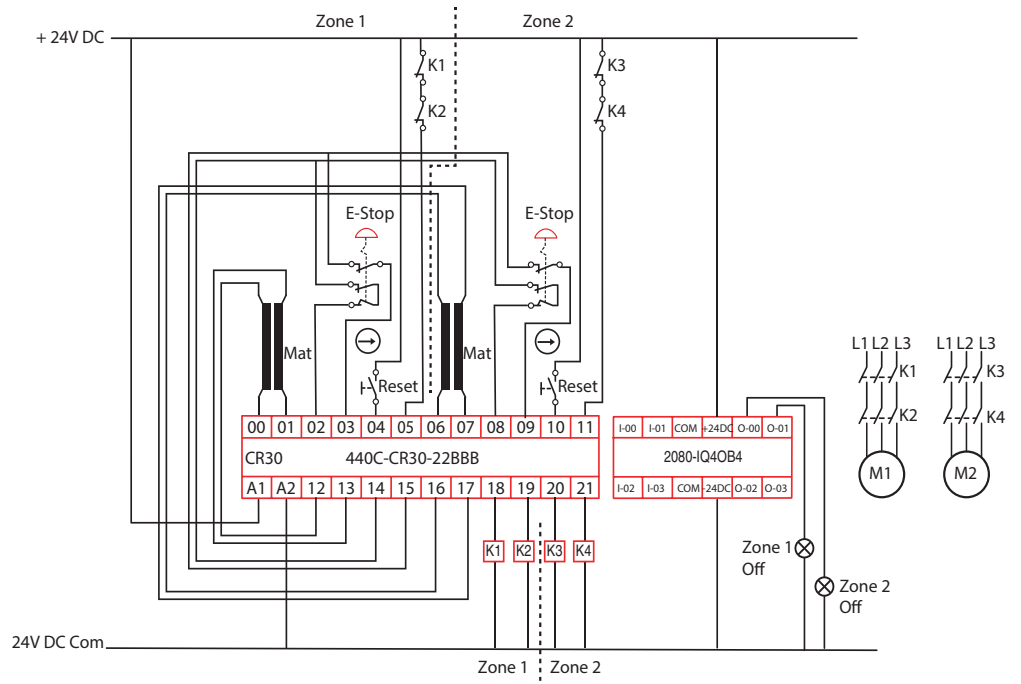 Zone 1 Zone 2
+ 24V DC
K1 K3
K2 K4
E-Stop E-Stop
L1 L2 L3 L1 L2 L3
Mat Mat
K1 K3
Reset Reset
K2 K4
00 01 02 03 04 05 06 07 08 09 10 11
I-00 I-01 COM +24DC O-00 O-01
CR30 440C-CR30-22BBB
2080-IQ4OB4
M1 M2
A1 A2 12 13 14 15 16 17 18 19 20 21
I-02 I-03 COM -24DC O-02 O-03
K1 K2 K3 K4
Zone 1
Off
Zone 2
Off
24V DC Com
Zone 1 Zone 2